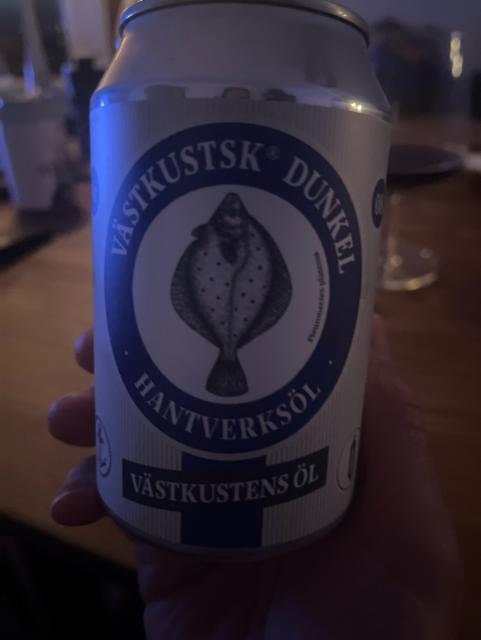 VÄSTKUSTSK® DUNKEL
Pleuronectes platessa
HANTVERKSÖL
VÄSTKUSTENS ÖL